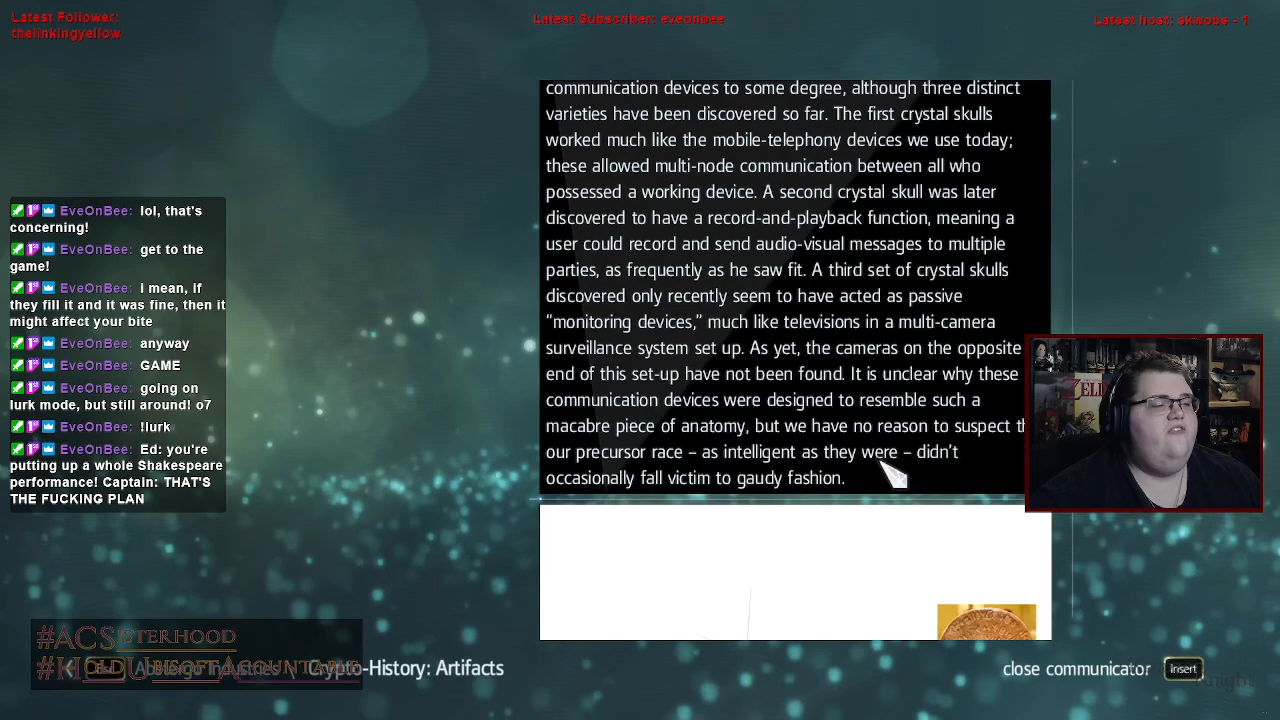 Latest Follower:
thelinkingyellow
Latest Subscriber: eveonbee
Latest host: skwobs - 1
communication devices to some degree, although three distinct
varieties have been discovered so far. The first crystal skulls
worked much like the mobile-telephony devices we use today;
these allowed multi-node communication between all who
possessed a working device. A second crystal skull was later
discovered to have a record-and-playback function, meaning a
user could record and send audio-visual messages to multiple
parties, as frequently as he saw fit. A third set of crystal skulls
discovered only recently seem to have acted as passive
“monitoring devices,” much like televisions in a multi-camera
surveillance system set up. As yet, the cameras on the opposite
end of this set-up have not been found. It is unclear why these
communication devices were designed to resemble such a
macabre piece of anatomy, but we have no reason to suspect th
our precursor race – as intelligent as they were – didn’t
occasionally fall victim to gaudy fashion.
EveOnBee: lol, that's
concerning!
EveOnBee: get to the
game!
EveOnBee: I mean, If
they fill it and it was fine, then it
might affect your bite
EveOnBee: anyway
EveOnBee: GAME
EveOnBee: going on
lurk mode, but still around! o7
EveOnBee: !lurk
EveOnBee: Ed: you're
putting up a whole Shakespeare
performance! Captain: THAT'S
THE FUCKING PLAN
#ACSisterhood
#HoldUbisoftAccountable
Esc Abstergo Industries \ Crypto-History: Artifacts
close communicator Insert